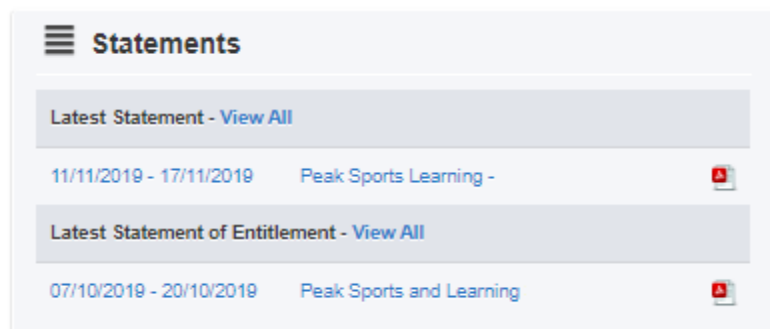 Statements
Latest Statement - View All
11/11/2019 - 17/11/2019 Peak Sports Learning -
Latest Statement of Entitlement - View All
07/10/2019 - 20/10/2019 Peak Sports and Learning